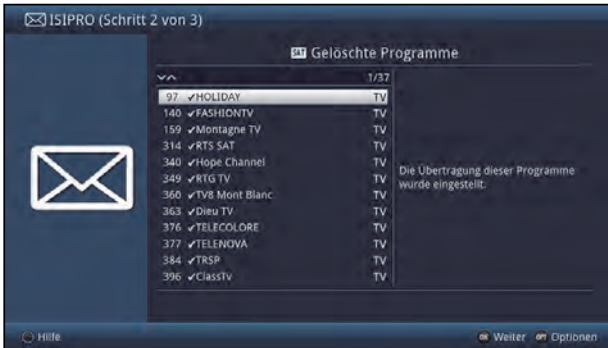 ISIPRO (Schritt 2 von 3)
SAT Gelöschte Programme
1/37
97 ✓HOLIDAY TV
140 ✓FASHIONTV TV
159 ✓Montagne TV TV
314 ✓RTS SAT TV
340 ✓Hope Channel TV
349 ✓RTG TV TV
360 ✓TV8 Mont Blanc TV
363 ✓Dieu TV TV
376 ✓TELECOLORE TV
377 ✓TELENOVA TV
384 ✓TRSP TV
396 ✓ClassTv TV
Die Übertragung dieser Programme
wurde eingestellt.
Hilfe OK Weiter OPT Optionen